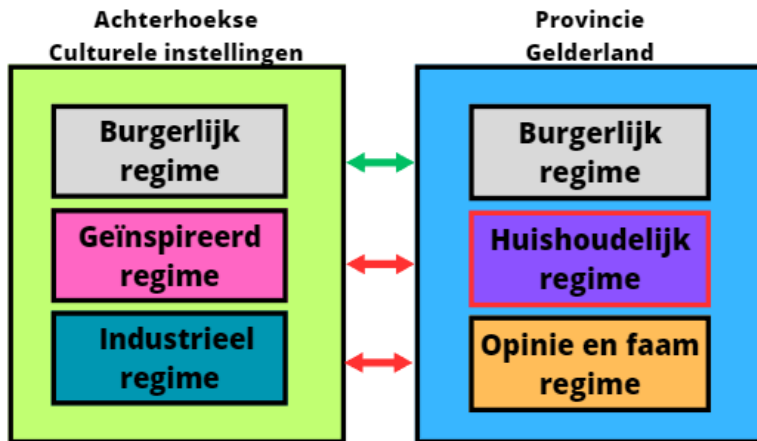 Achterhoekse
Culturele instellingen
Provincie
Gelderland
Burgerlijk
regime
Burgerlijk
regime
Geïnspireerd
regime
Huishoudelijk
regime
Industrieel
regime
Opinie en faam
regime